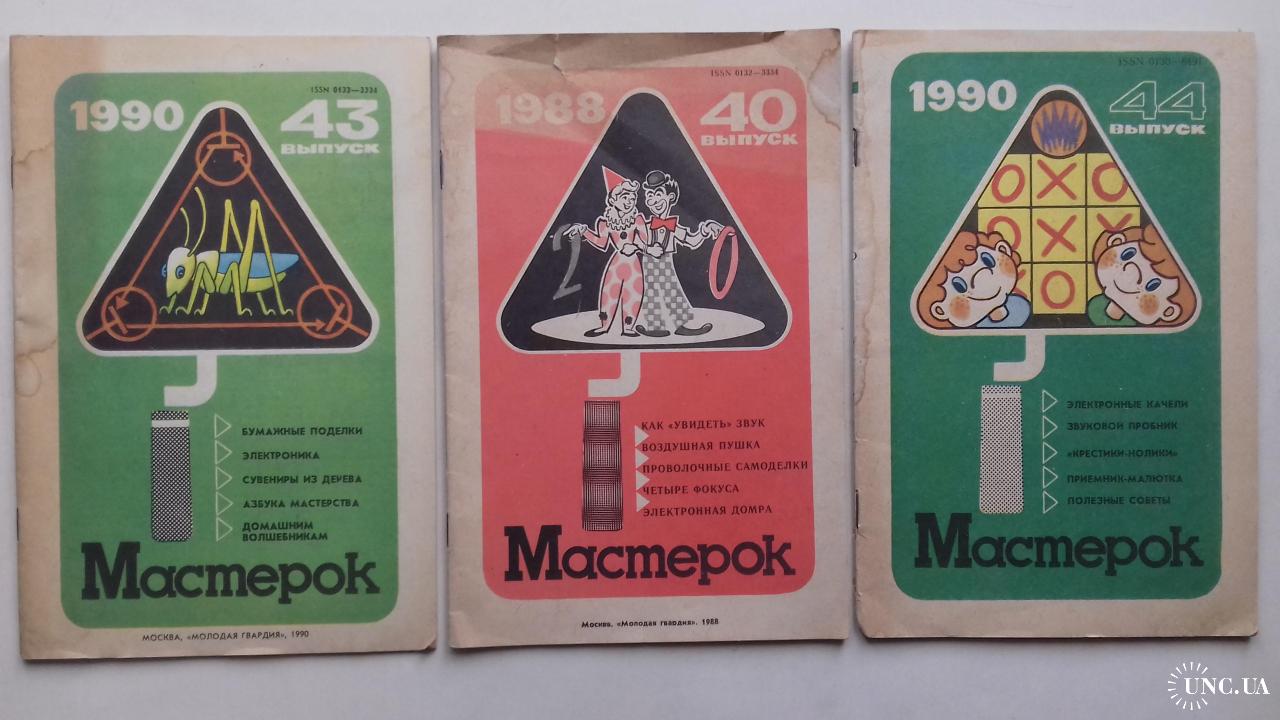 ISSN 0132—3334
1990
43
ВЫПУСК
БУМАЖНЫЕ ПОДЕЛКИ
ЭЛЕКТРОНИКА
СУВЕНИРЫ ИЗ ДЕРЕВА
АЗБУКА МАСТЕРСТВА
ДОМАШНИМ
ВОЛШЕБНИКАМ
Мастерок
МОСКВА, «МОЛОДАЯ ГВАРДИЯ», 1990
ISSN 0132—3334
1988
40
ВЫПУСК
2 0
КАК «УВИДЕТЬ» ЗВУК
ВОЗДУШНАЯ ПУШКА
ПРОВОЛОЧНЫЕ САМОДЕЛКИ
ЧЕТЫРЕ ФОКУСА
ЭЛЕКТРОННАЯ ДОМРА
Мастерок
Москва, «Молодая гвардия», 1988
ISSN
1990
44
ВЫПУСК
О Х О
О Х Х
О
ЭЛЕКТРОННЫЕ КАЧЕЛИ
ЗВУКОВОЙ ПРОБНИК
«КРЕСТИКИ-НОЛИКИ»
ПРИЕМНИК-МАЛЮТКА
ПОЛЕЗНЫЕ СОВЕТЫ
Мастерок
UNC.UA